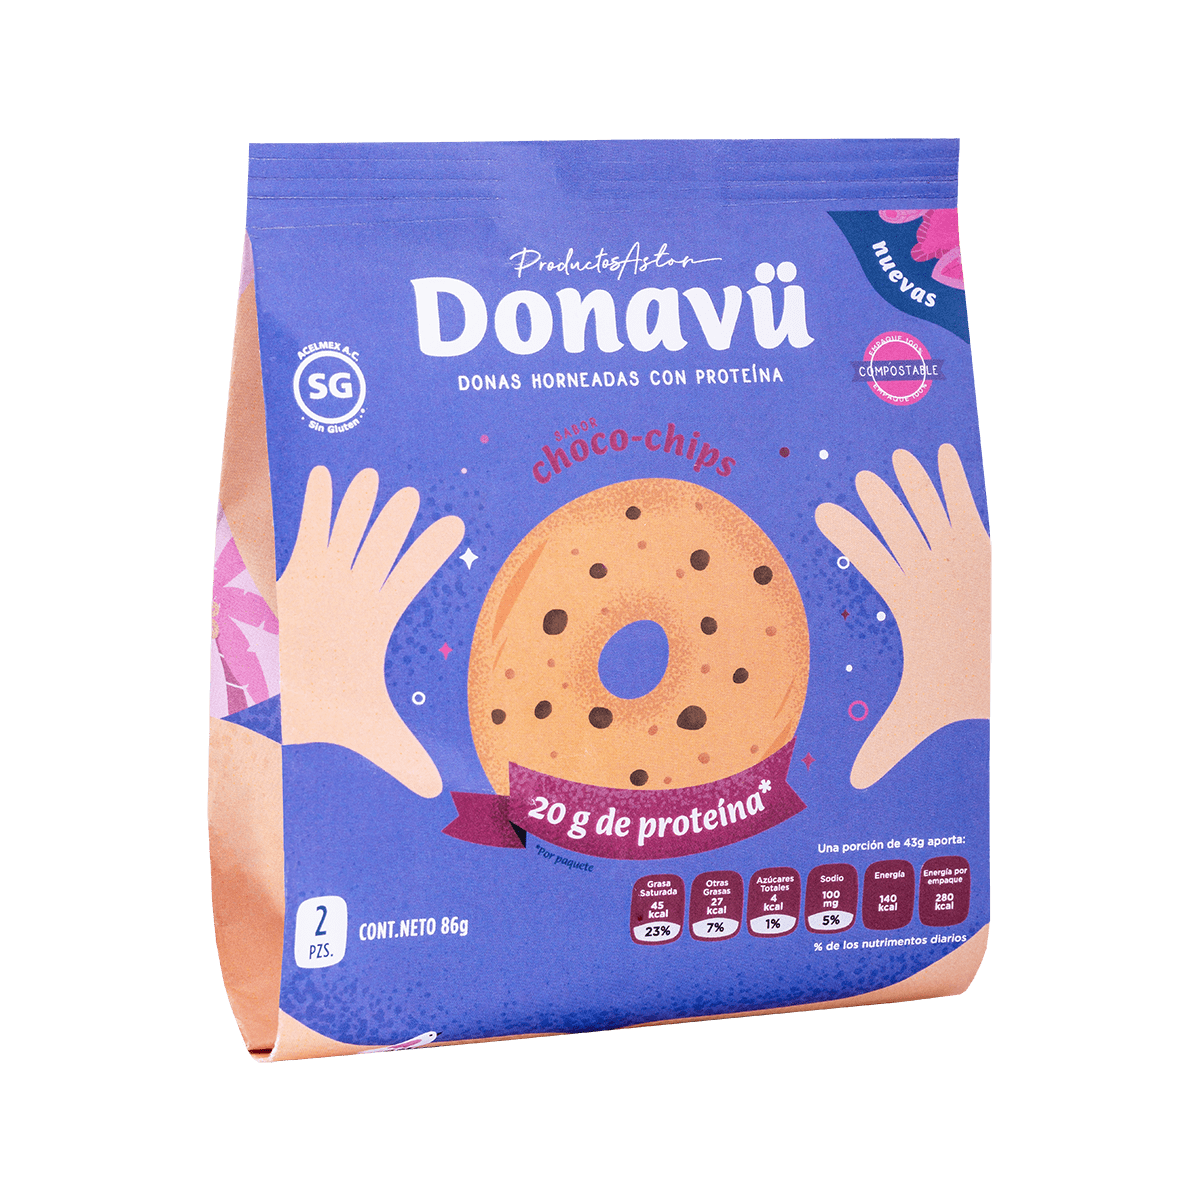 ProductosAston
Donavü
DONAS HORNEADAS CON PROTEÍNA
nuevas
ACELMEX A.C.
SG
Sin Gluten
EMPAQUE 100%
COMPOSTABLE
EMPAQUE 100%
SABOR
choco-chips
20 g de proteína*
*Por paquete
Una porción de 43g aporta:
Grasa
Saturada
45
kcal
23%
Otras
Grasas
27
kcal
7%
Azúcares
Totales
4
kcal
1%
Sodio
100
mg
5%
Energía
140
kcal
Energía por
empaque
280
kcal
% de los nutrimentos diarios
2
PZS.
CONT.NETO 86g